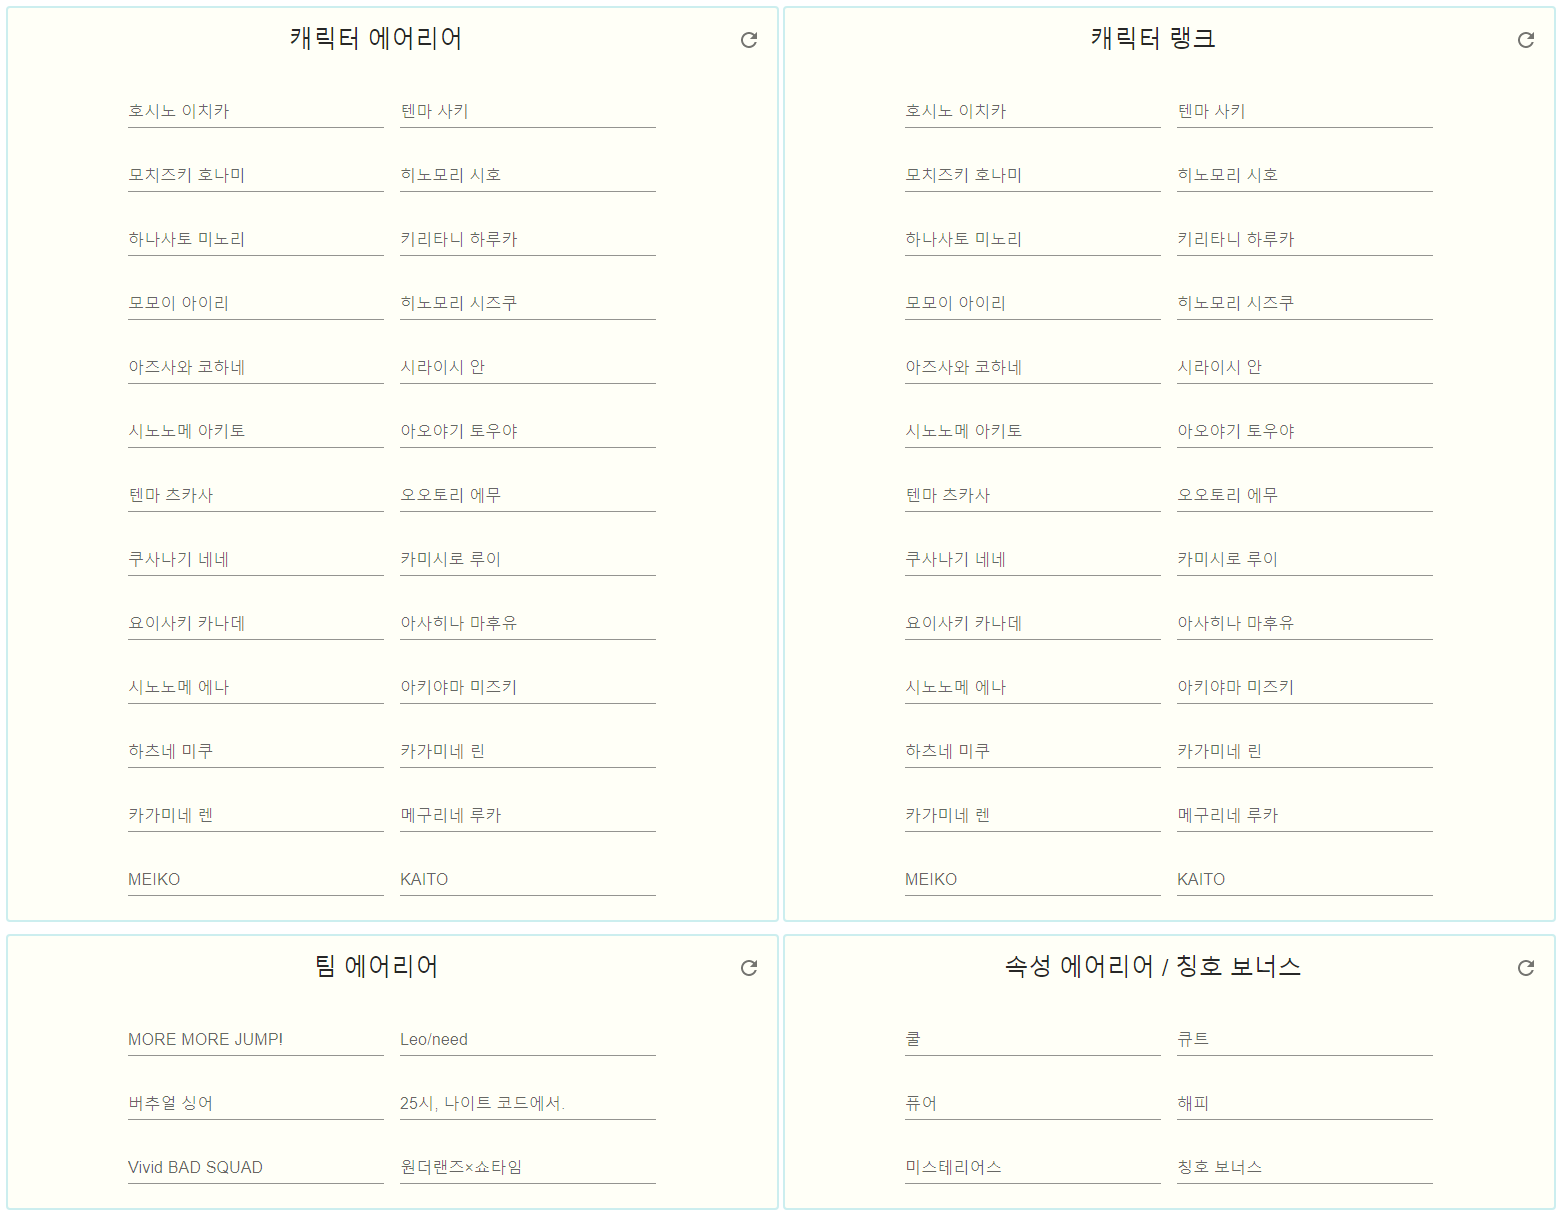 캐릭터 에어리어
호시노 이치카 텐마 사키
모치즈키 호나미 히노모리 시호
하나사토 미노리 키리타니 하루카
모모이 아이리 히노모리 시즈쿠
아즈사와 코하네 시라이시 안
시노노메 아키토 아오야기 토우야
텐마 츠카사 오오토리 에무
쿠사나기 네네 카미시로 루이
요이사키 카나데 아사히나 마후유
시노노메 에나 아키야마 미즈키
하츠네 미쿠 카가미네 린
카가미네 렌 메구리네 루카
MEIKO KAITO
캐릭터 랭크
호시노 이치카 텐마 사키
모치즈키 호나미 히노모리 시호
하나사토 미노리 키리타니 하루카
모모이 아이리 히노모리 시즈쿠
아즈사와 코하네 시라이시 안
시노노메 아키토 아오야기 토우야
텐마 츠카사 오오토리 에무
쿠사나기 네네 카미시로 루이
요이사키 카나데 아사히나 마후유
시노노메 에나 아키야마 미즈키
하츠네 미쿠 카가미네 린
카가미네 렌 메구리네 루카
MEIKO KAITO
팀 에어리어
MORE MORE JUMP! Leo/need
버추얼 싱어 25시, 나이트 코드에서.
Vivid BAD SQUAD 원더랜즈×쇼타임
속성 에어리어 / 칭호 보너스
쿨 큐트
퓨어 해피
미스테리어스 칭호 보너스